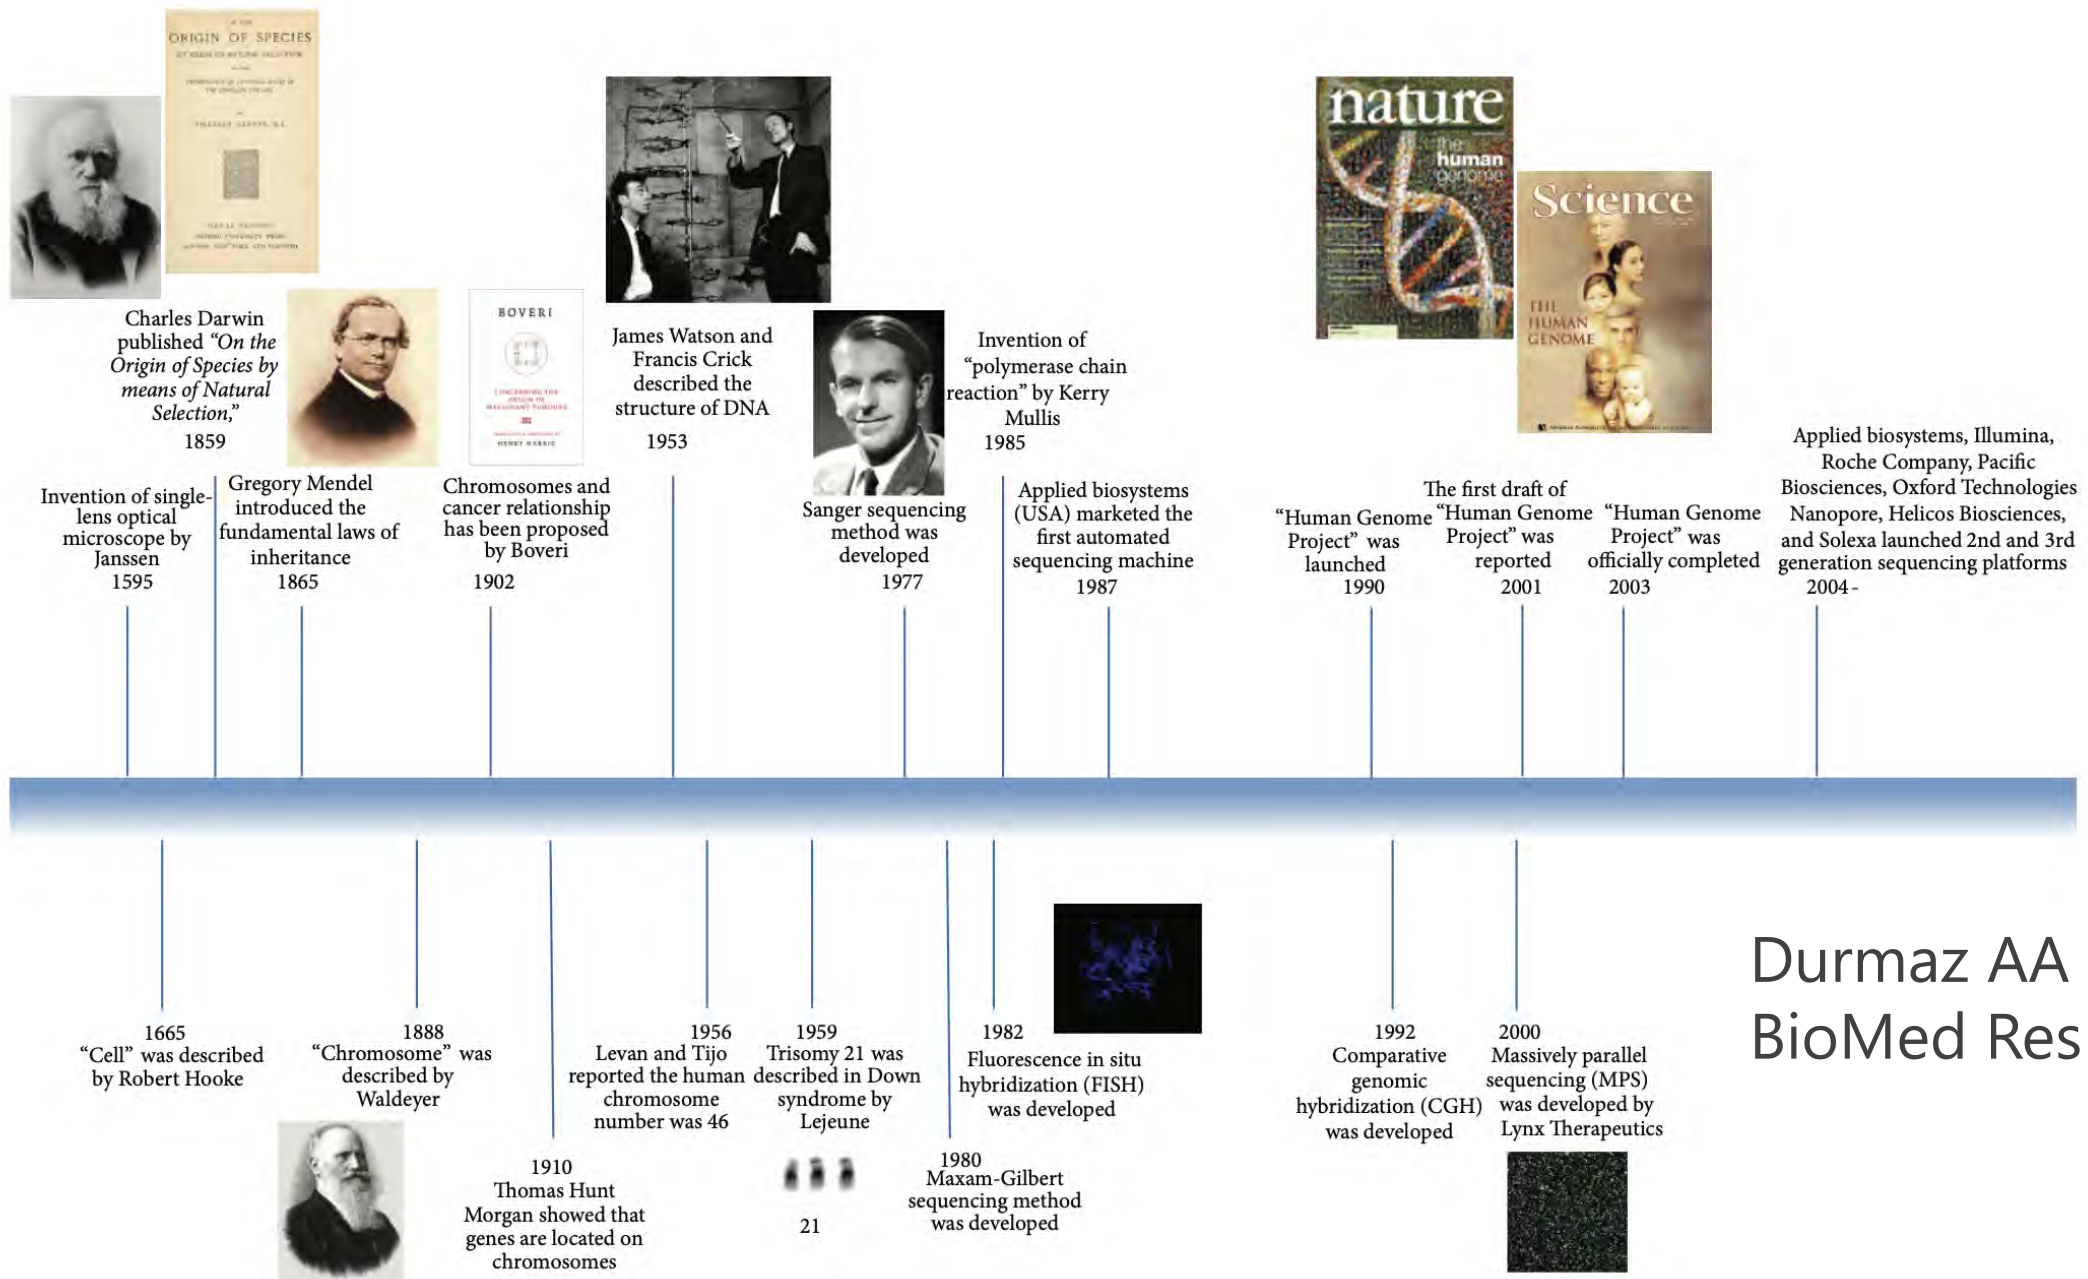 ORIGIN OF SPECIES
nature
the
human
genome
Science
THE
HUMAN
GENOME
BOVERI
CONCERNING THE
ORIGIN OF
MALIGNANT TUMOURS
HENRY HARRIS
Charles Darwin
published “On the
Origin of Species by
means of Natural
Selection,”
1859
James Watson and
Francis Crick
described the
structure of DNA
1953
Invention of
“polymerase chain
reaction” by Kerry
Mullis
1985
Invention of single-
lens optical
microscope by
Janssen
1595
Gregory Mendel
introduced the
fundamental laws of
inheritance
1865
Chromosomes and
cancer relationship
has been proposed
by Boveri
1902
Sanger sequencing
method was
developed
1977
Applied biosystems
(USA) marketed the
first automated
sequencing machine
1987
“Human Genome
Project” was
launched
1990
The first draft of
“Human Genome
Project” was
reported
2001
“Human Genome
Project” was
officially completed
2003
Applied biosystems, Illumina,
Roche Company, Pacific
Biosciences, Oxford Technologies
Nanopore, Helicos Biosciences,
and Solexa launched 2nd and 3rd
generation sequencing platforms
2004-
1665
“Cell” was described
by Robert Hooke
1888
“Chromosome” was
described by
Waldeyer
1910
Thomas Hunt
Morgan showed that
genes are located on
chromosomes
1956
Levan and Tijo
reported the human
chromosome
number was 46
1959
Trisomy 21 was
described in Down
syndrome by
Lejeune
21
1980
Maxam-Gilbert
sequencing method
was developed
1982
Fluorescence in situ
hybridization (FISH)
was developed
1992
Comparative
genomic
hybridization (CGH)
was developed
2000
Massively parallel
sequencing (MPS)
was developed by
Lynx Therapeutics
Durmaz AA
BioMed Res